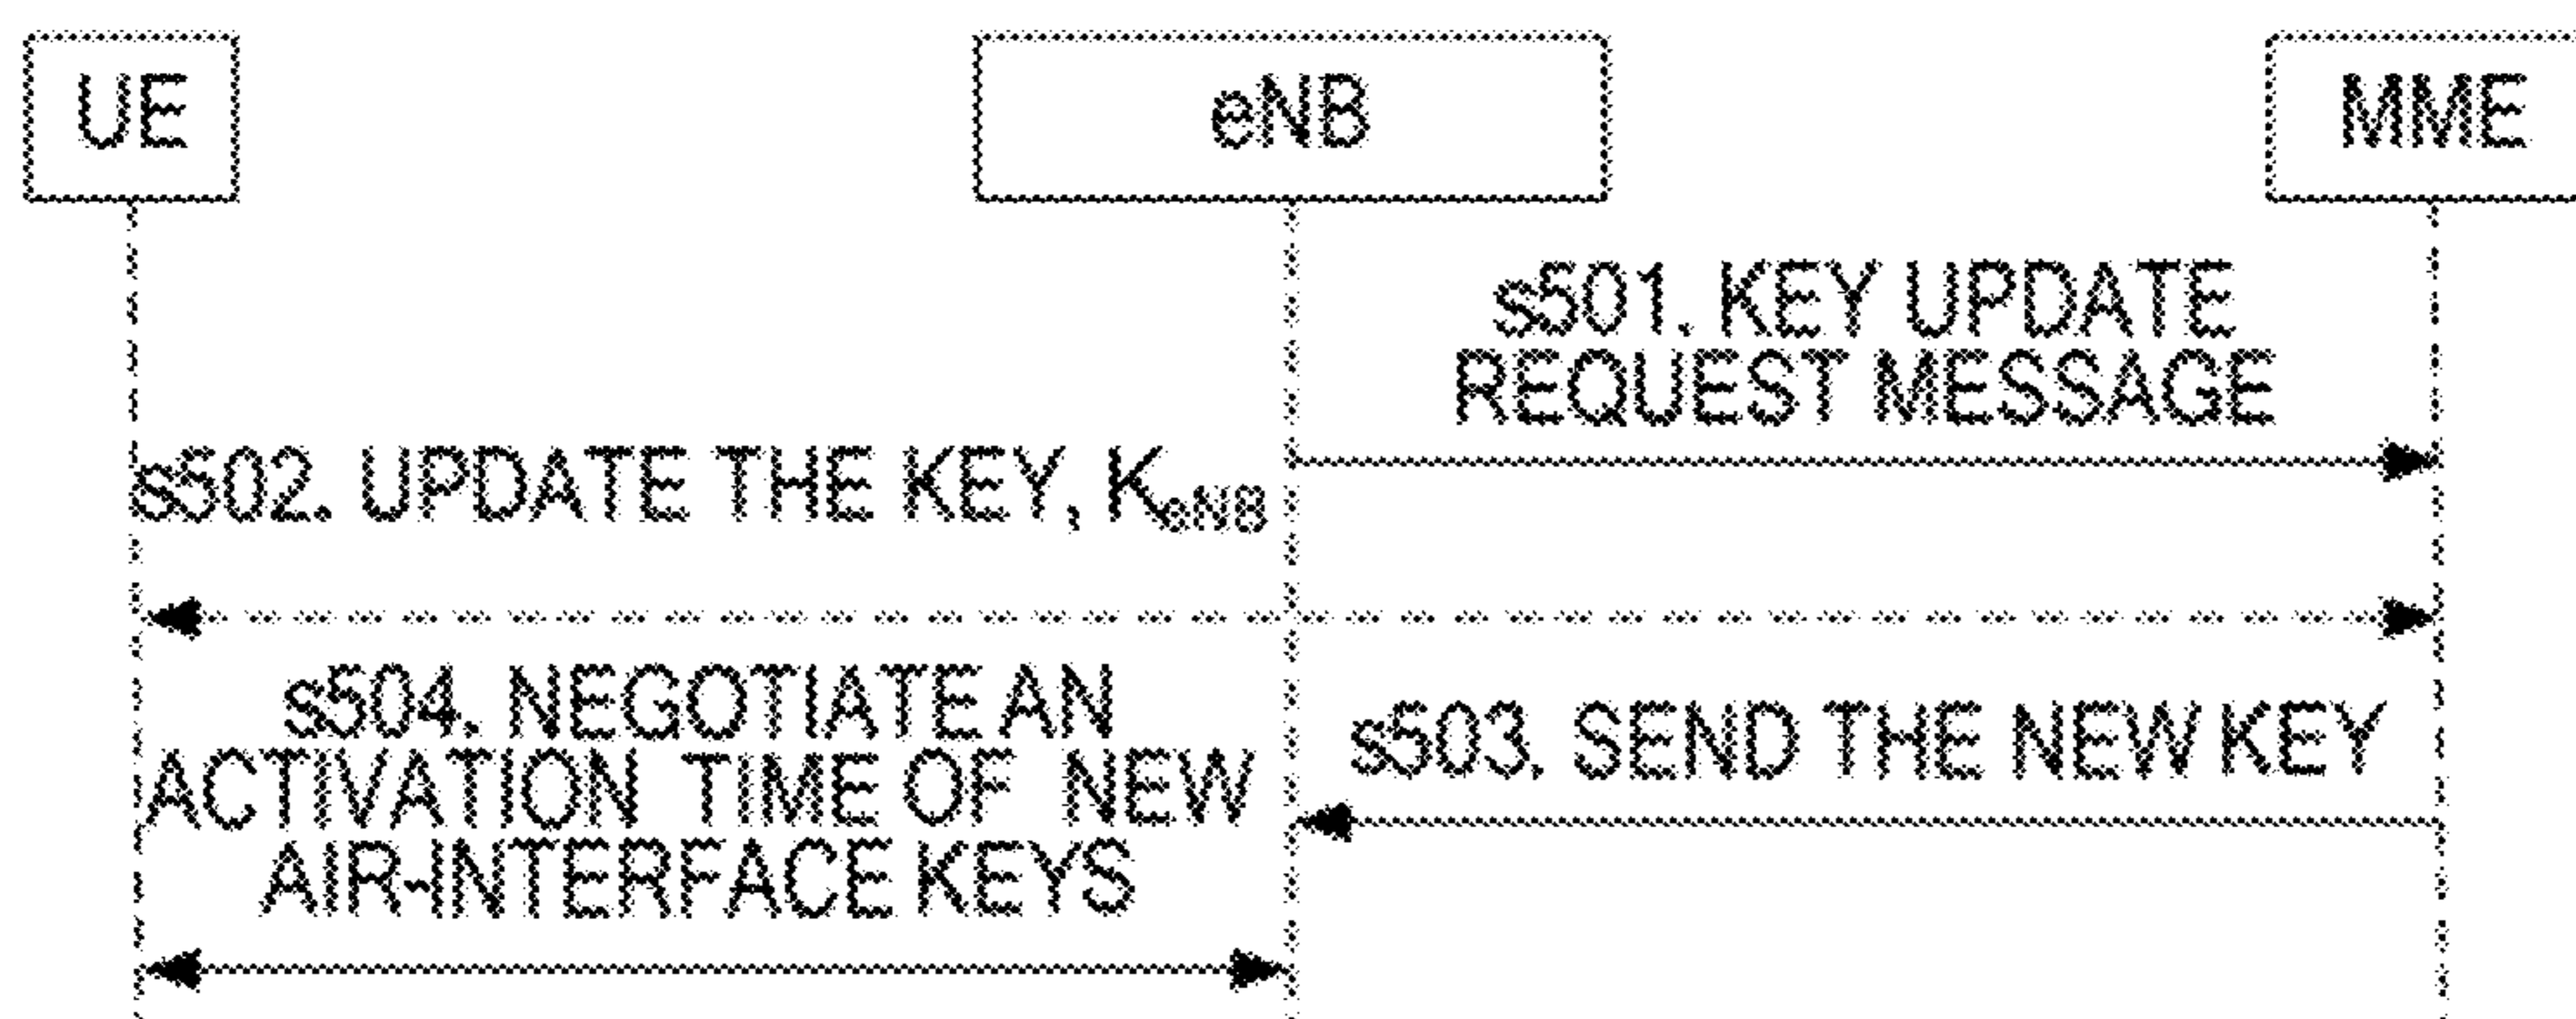 UE
eNB
MME
s501. KEY UPDATE
REQUEST MESSAGE
s502. UPDATE THE KEY, KeNB
s504. NEGOTIATE AN
ACTIVATION TIME OF NEW
AIR-INTERFACE KEYS
s503. SEND THE NEW KEY